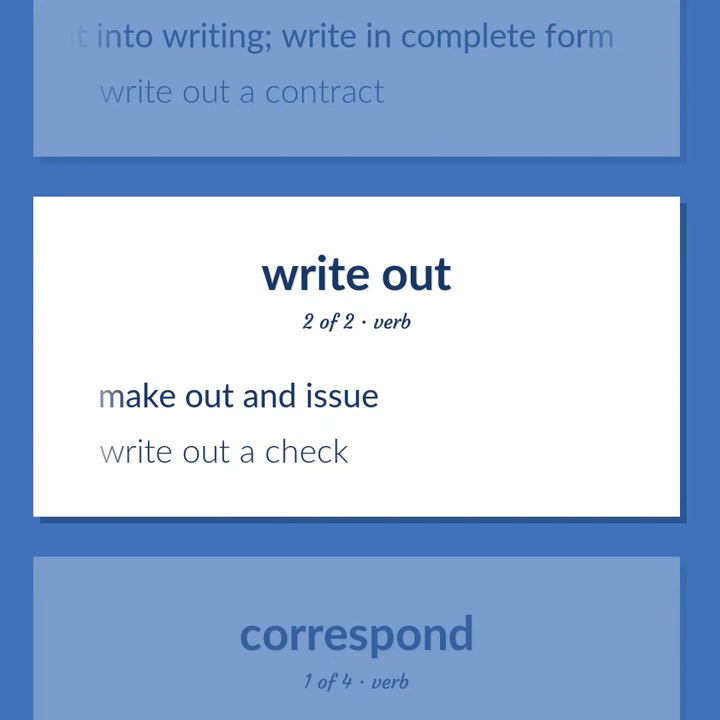 into writing; write in complete form
write out a contract
write out
2 of 2 · verb
make out and issue
write out a check
correspond
1 of 4 · verb